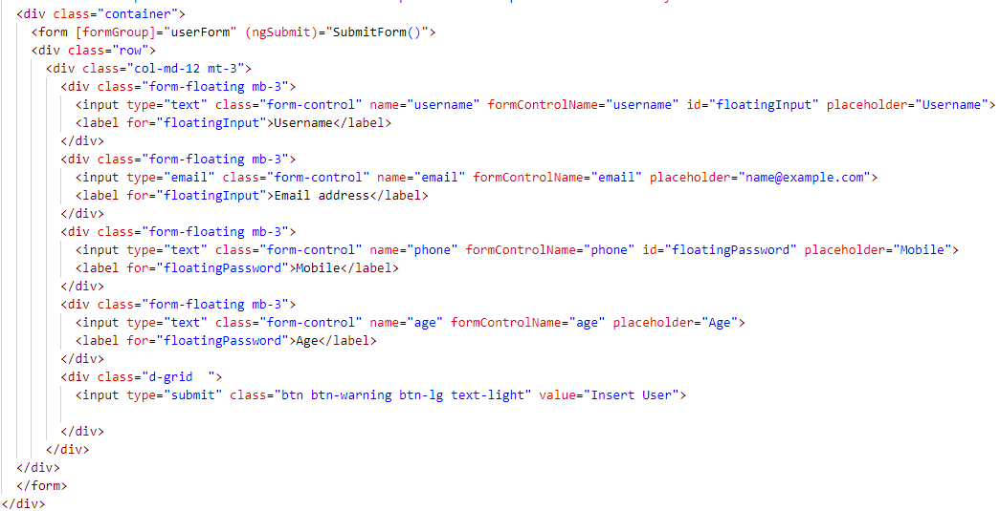 <div class="container">
<form [formGroup]="userForm" (ngSubmit)="SubmitForm()">
<div class="row">
<div class="col-md-12 mt-3">
<div class="form-floating mb-3">
<input type="text" class="form-control" name="username" formControlName="username" id="floatingInput" placeholder="Username">
<label for="floatingInput">Username</label>
</div>
<div class="form-floating mb-3">
<input type="email" class="form-control" name="email" formControlName="email" placeholder="name@example.com">
<label for="floatingInput">Email address</label>
</div>
<div class="form-floating mb-3">
<input type="text" class="form-control" name="phone" formControlName="phone" id="floatingPassword" placeholder="Mobile">
<label for="floatingPassword">Mobile</label>
</div>
<div class="form-floating mb-3">
<input type="text" class="form-control" name="age" formControlName="age" placeholder="Age">
<label for="floatingPassword">Age</label>
</div>
<div class="d-grid  ">
<input type="submit" class="btn btn-warning btn-lg text-light" value="Insert User">
</div>
</div>
</div>
</form>
</div>